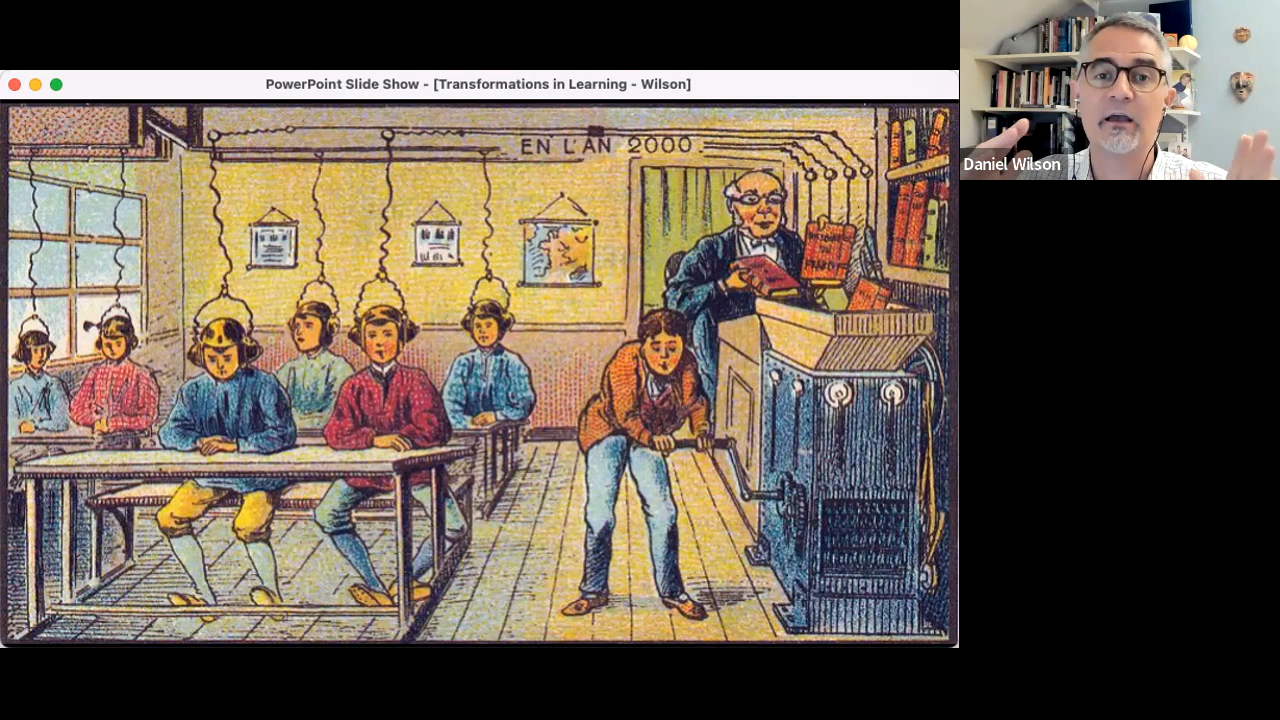 PowerPoint Slide Show - [Transformations in Learning - Wilson]
EN L'AN 2000
Daniel Wilson